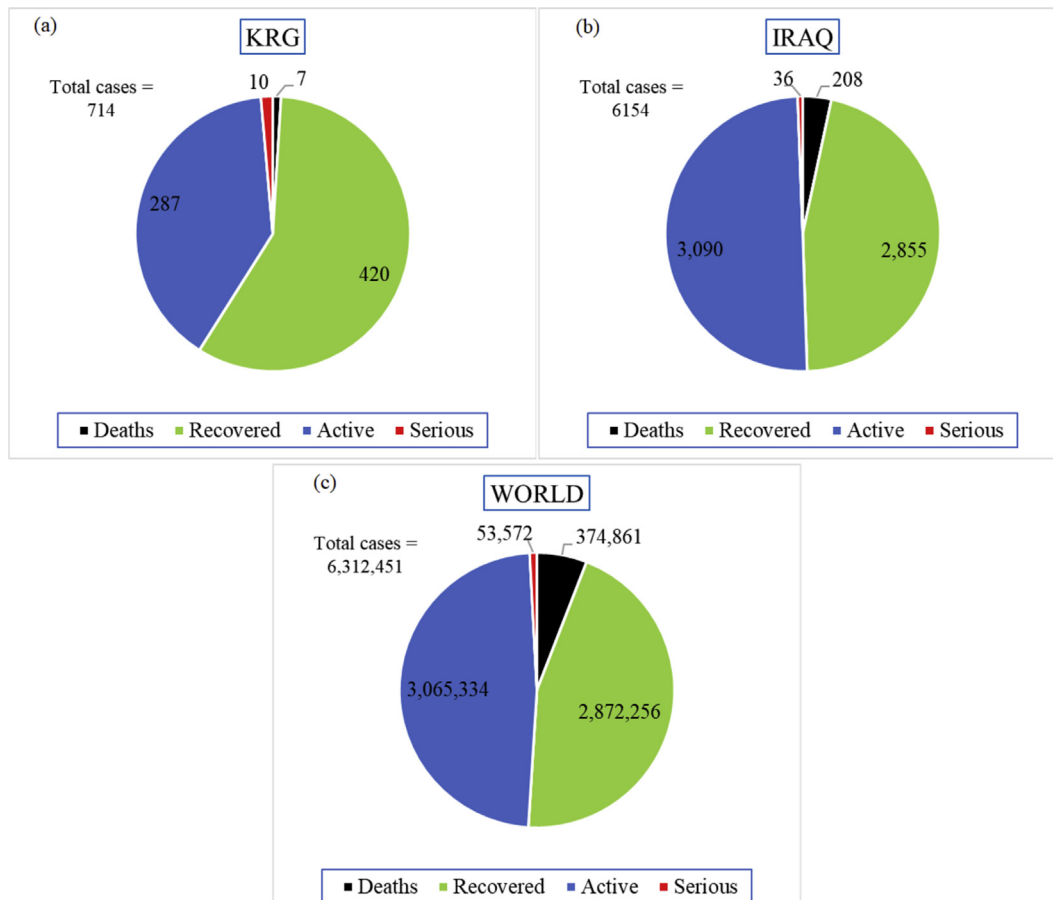 (a)
KRG
Total cases =
714
10
7
287
420
Deaths Recovered Active Serious
(b)
IRAQ
Total cases =
6154
36
208
3,090
2,855
Deaths Recovered Active Serious
(c)
WORLD
Total cases =
6,312,451
53,572
374,861
3,065,334
2,872,256
Deaths Recovered Active Serious